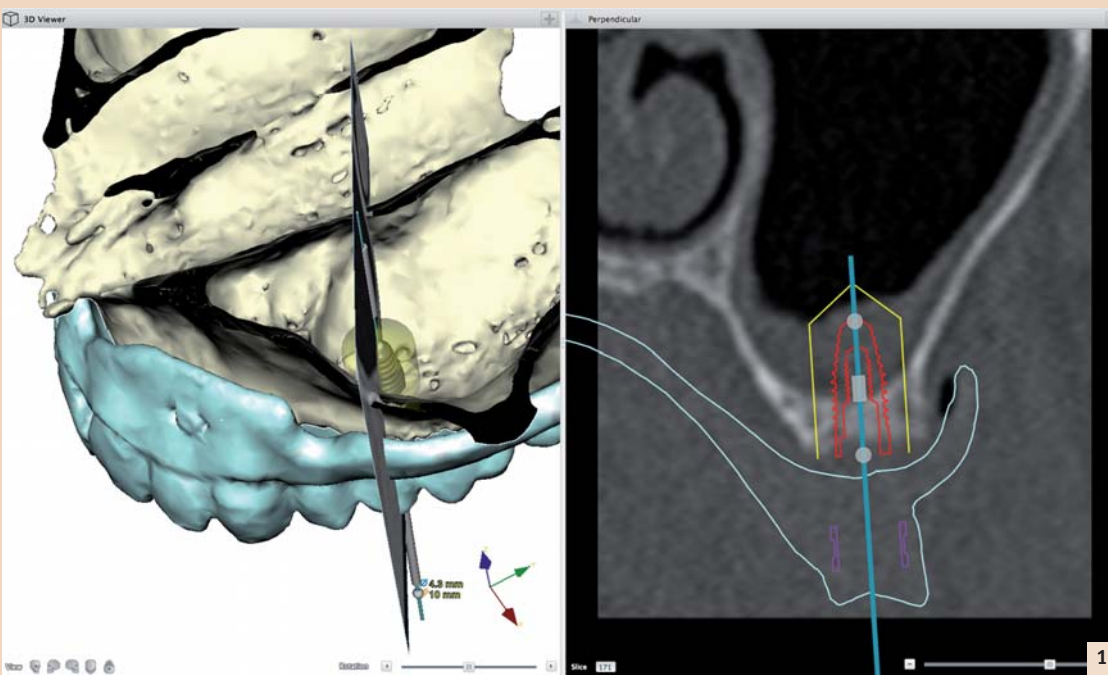 3D Viewer
Perpendicular
4.3 mm
10 mm
View
Rotation
Slice 171
1